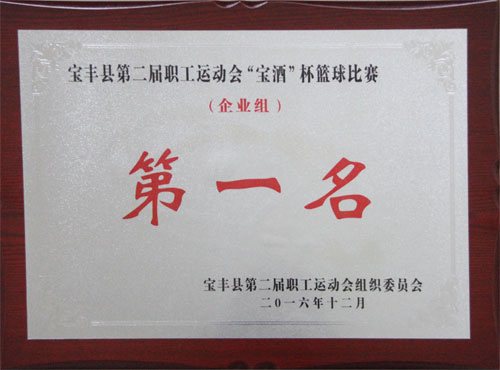 宝丰县第二届职工运动会“宝酒”杯篮球比赛
（企业组）
第一名
宝丰县第二届职工运动会组织委员会
二0一六年十二月